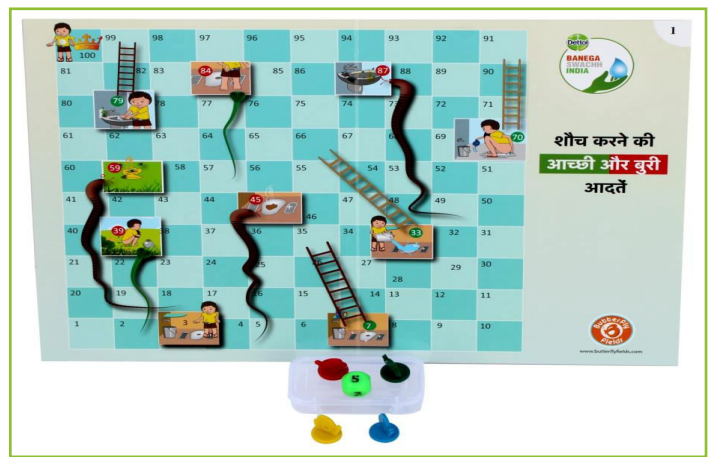 1
100 99 98 97 96 95 94 93 92 91
81 82 83 84 85 86 87 88 89 90
80 79 78 77 76 75 74 73 72 71
61 62 63 64 65 66 67 69 70
60 59 58 57 56 55 54 53 52 51
41 42 43 44 45 46 47 48 49 50
40 39 38 37 36 35 34 33 32 31
21 22 23 24 25 26 27 28 29 30
20 19 18 17 16 14 13 12 11
1 2 3 4 5 6 7 8 9 10
Dettol
BANEGA
SWACHH
INDIA
शौच करने की
आच्छी और बुरी
आदतें
Butterfly
Fields
www.butterflyfields.com
5